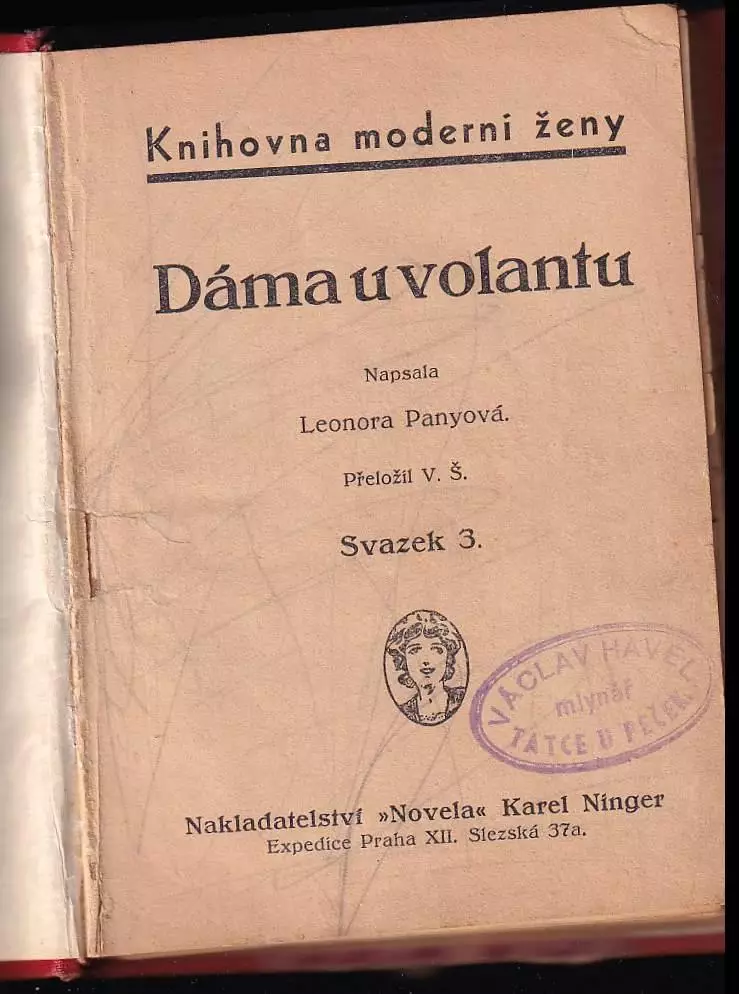 Knihovna moderní ženy
Dáma u volantu
Napsala
Leonora Panyová.
Přeložil V. Š.
Svazek 3.
VÁCLAV HAVEL
mlynář
TATCE U PEČEK.
Nakladatelství »Novela« Karel Ninger
Expedice Praha XII. Slezská 37a.